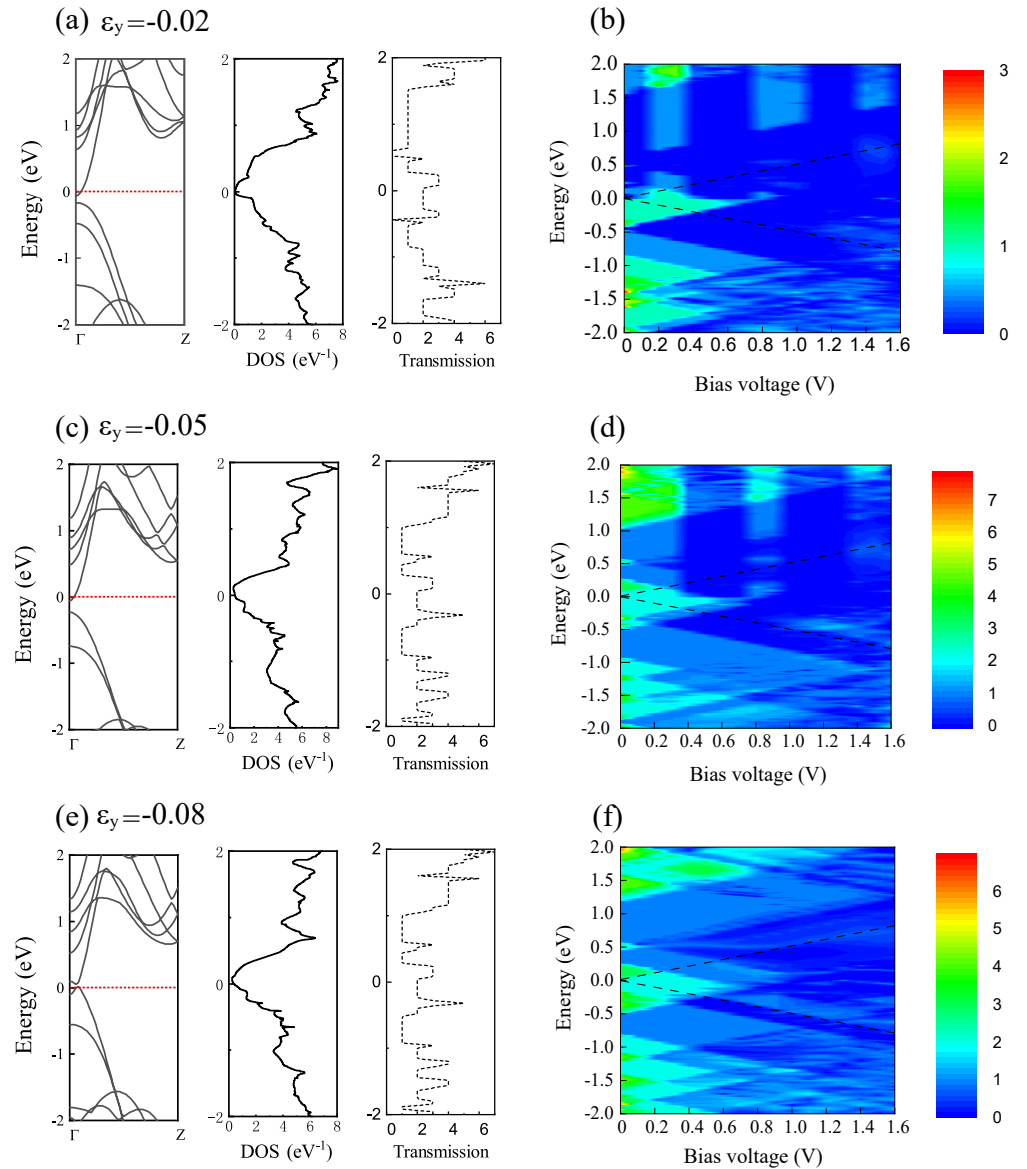 (a) εy=-0.02
(b)
Energy (eV)
2
1
0
-1
-2
Γ
Z
2
0
-2
0 2 4 6 8
DOS (eV-1)
2
0
-2
0 2 4 6
Transmission
Energy (eV)
2.0
1.5
1.0
0.5
0.0
-0.5
-1.0
-1.5
-2.0
0 0.2 0.4 0.6 0.8 1.0 1.2 1.4 1.6
Bias voltage (V)
3
2
1
0
(c) εy=-0.05
(d)
Energy (eV)
2
1
0
-1
-2
Γ
Z
2
0
-2
0 2 4 6 8
DOS (eV-1)
2
0
-2
0 2 4 6
Transmission
Energy (eV)
2.0
1.5
1.0
0.5
0.0
-0.5
-1.0
-1.5
-2.0
0 0.2 0.4 0.6 0.8 1.0 1.2 1.4 1.6
Bias voltage (V)
7
6
5
4
3
2
1
0
(e) εy=-0.08
(f)
Energy (eV)
2
1
0
-1
-2
Γ
Z
2
0
-2
0 2 4 6 8
DOS (eV-1)
2
0
-2
0 2 4 6
Transmission
Energy (eV)
2.0
1.5
1.0
0.5
0.0
-0.5
-1.0
-1.5
-2.0
0 0.2 0.4 0.6 0.8 1.0 1.2 1.4 1.6
Bias voltage (V)
6
5
4
3
2
1
0